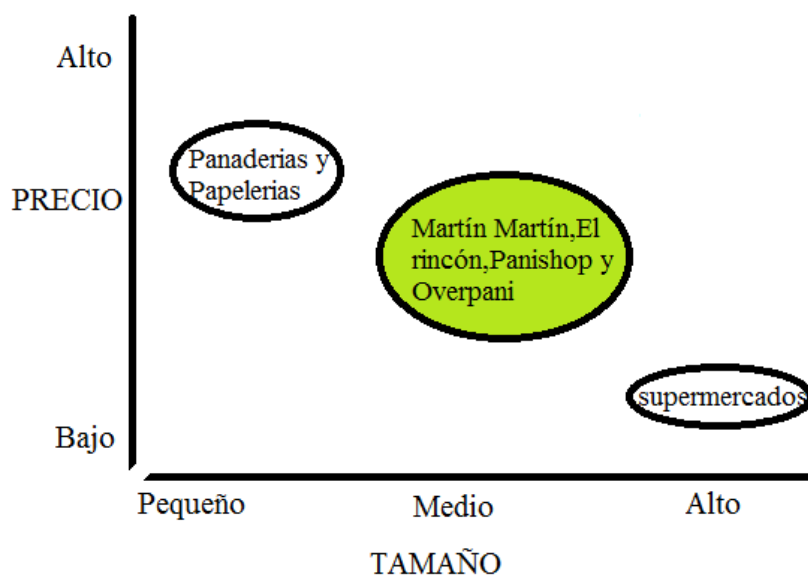 Alto
Panaderias y
Papelerias
PRECIO
Martín Martín,El
rincón,Panishop y
Overpani
supermercados
Bajo
Pequeño
Medio
Alto
TAMAÑO